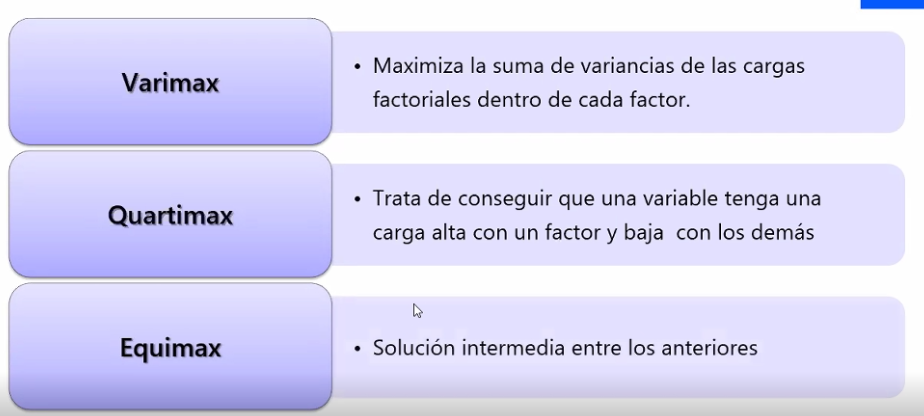 Varimax
• Maximiza la suma de variancias de las cargas
factoriales dentro de cada factor.
Quartimax
• Trata de conseguir que una variable tenga una
carga alta con un factor y baja con los demás
Equimax
• Solución intermedia entre los anteriores